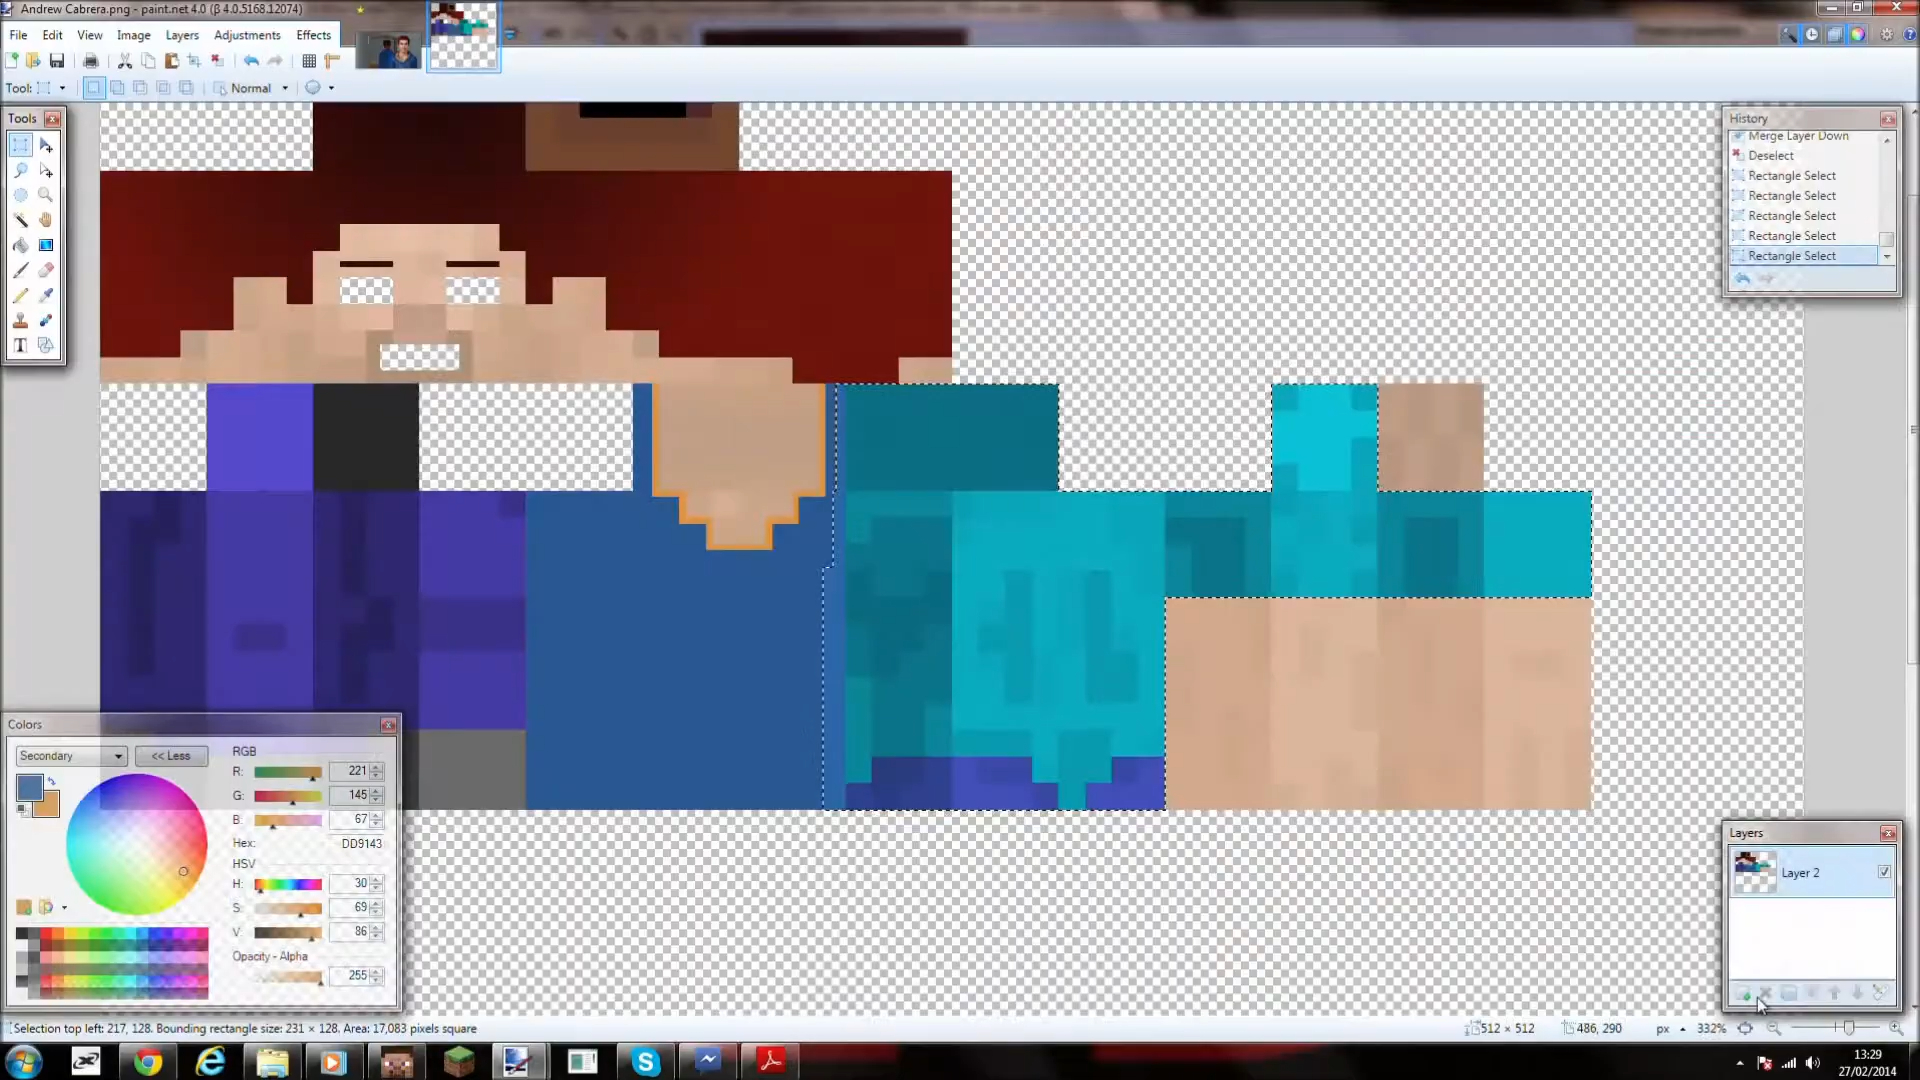 Andrew Cabrera.png - paint.net 4.0 (β 4.0.5168.12074)
File Edit View Image Layers Adjustments Effects
Tool: Normal
Tools
History
Merge Layer Down
Deselect
Rectangle Select
Rectangle Select
Rectangle Select
Rectangle Select
Rectangle Select
Colors
Secondary << Less
RGB
R: 221
G: 145
B: 67
Hex: DD9143
HSV
H: 30
S: 69
V: 86
Opacity - Alpha
255
Layers
Layer 2
Selection top left: 217, 128. Bounding rectangle size: 231 × 128. Area: 17,083 pixels square
512 × 512 486, 290 px 332%
13:29
27/02/2014